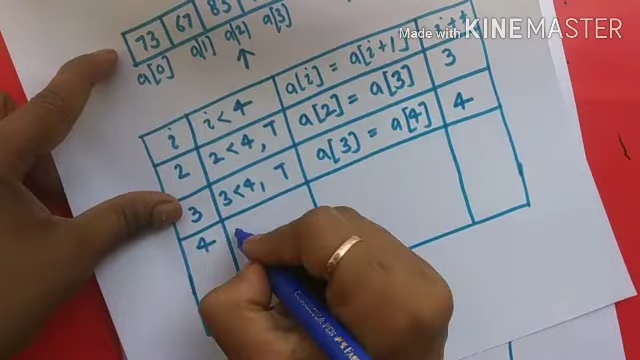 Made with KINEMASTER
73 67 83
a[0] a[1] a[2] a[3]
i i<4 a[i] = a[i+1] i++
2 2<4, T a[2] = a[3] 3
3 3<4, T a[3] = a[4] 4
4